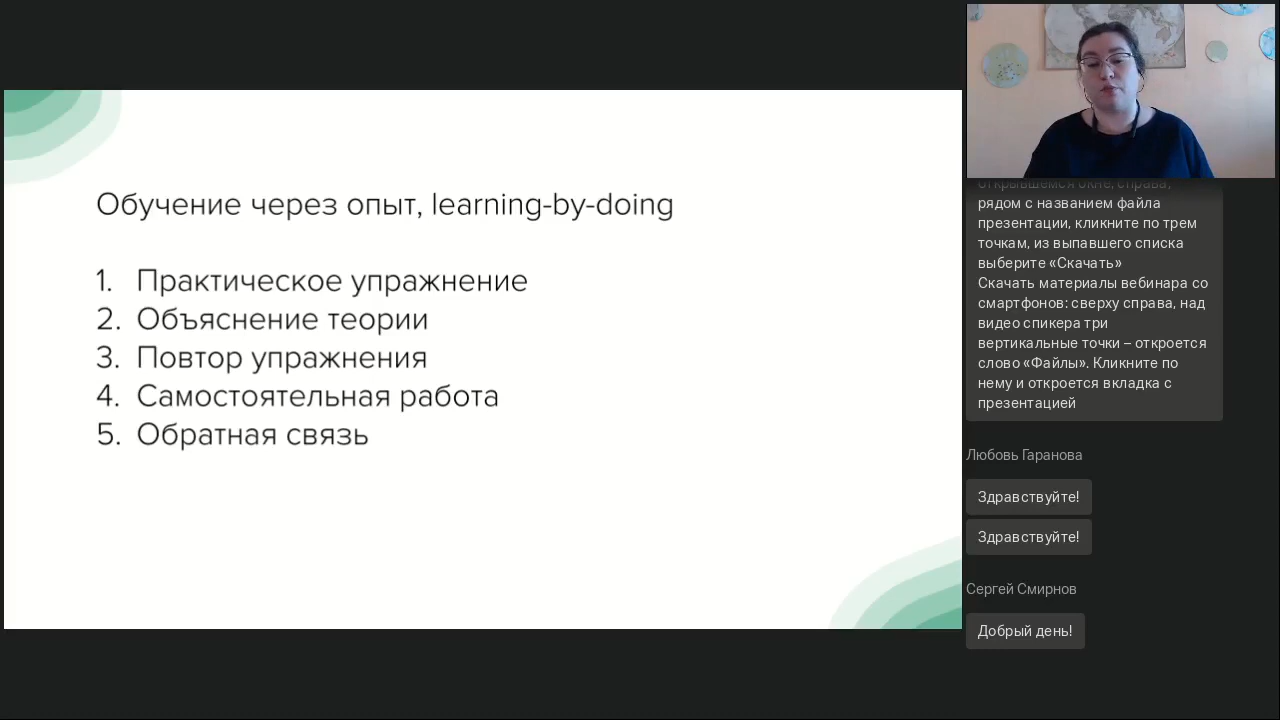 Обучение через опыт, learning-by-doing
1. Практическое упражнение
2. Объяснение теории
3. Повтор упражнения
4. Самостоятельная работа
5. Обратная связь
открывшемся окне, справа,
рядом с названием файла
презентации, кликните по трем
точкам, из выпавшего списка
выберите «Скачать»
Скачать материалы вебинара со
смартфонов: сверху справа, над
видео спикера три
вертикальные точки – откроется
слово «Файлы». Кликните по
нему и откроется вкладка с
презентацией
Любовь Гаранова
Здравствуйте!
Здравствуйте!
Сергей Смирнов
Добрый день!